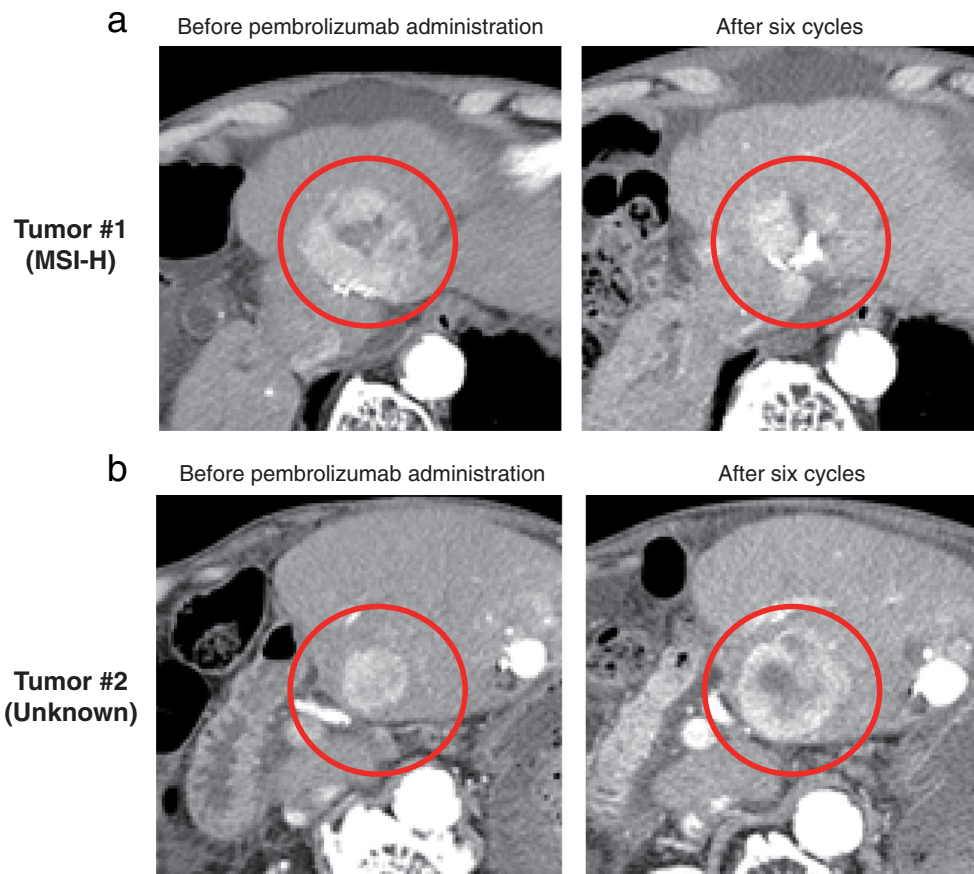 a
Before pembrolizumab administration
After six cycles
Tumor #1
(MSI-H)
b
Before pembrolizumab administration
After six cycles
Tumor #2
(Unknown)